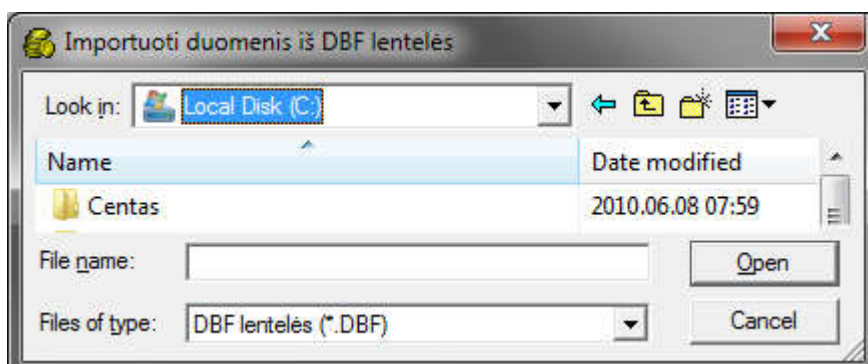 Importuoti duomenis iš DBF lentelės
Look in: Local Disk (C:)
Name Date modified
Centas 2010.06.08 07:59
File name: Open
Files of type: DBF lentelės (*.DBF) Cancel